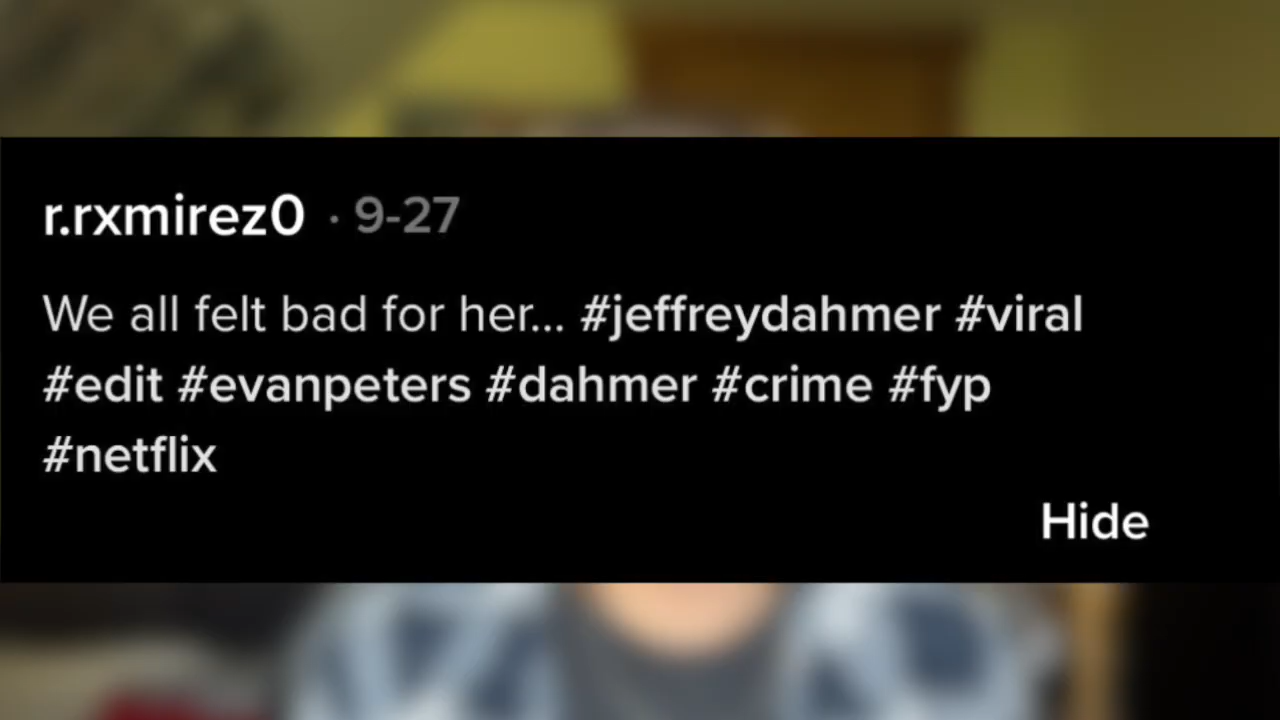 r.rxmirez0 · 9-27
We all felt bad for her... #jeffreydahmer #viral
#edit #evanpeters #dahmer #crime #fyp
#netflix
Hide